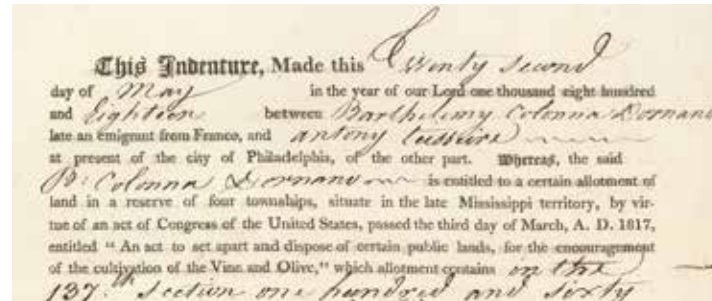 This Indenture, Made this Twenty second
day of May in the year of our Lord one thousand eight hundred
and Eighteen between Barthelemy Colonna Dornano
late an emigrant from France, and antony
at present of the city of Philadelphia, of the other part. Whereas, the said
Bc Colonna Dornano is entitled to a certain allotment of
land in a reserve of four townships, situate in the late Mississippi territory, by vir-
tue of an act of Congress of the United States, passed the third day of March, A. D. 1817,
entitled "An act to set apart and dispose of certain public lands, for the encouragement
of the cultivation of the Vine and Olive," which allotment contains in the
137th section one hundred and sixty